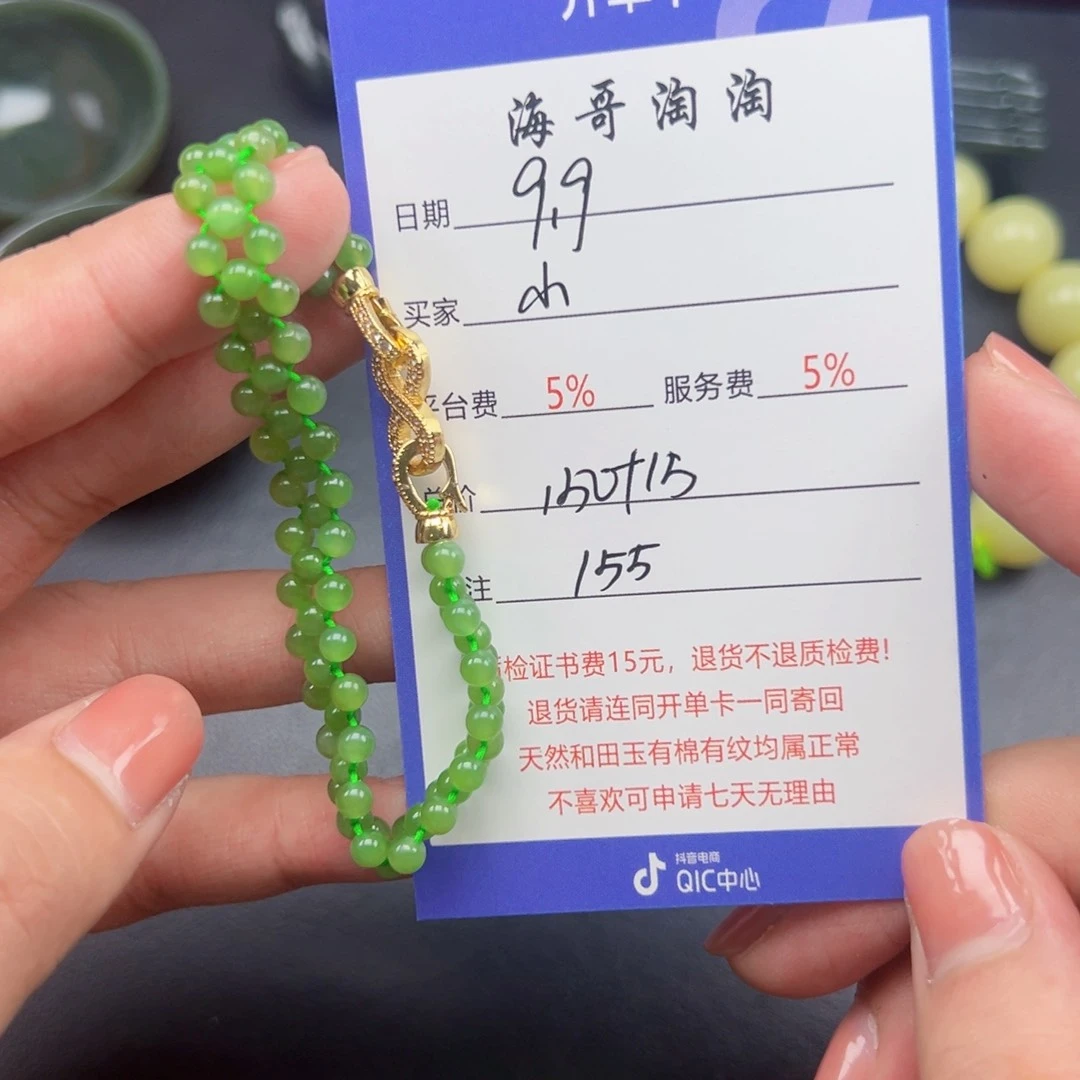 海哥淘淘
日期 9.9
买家
平台费 5% 服务费 5%
总价 150+15
注 155
检证书费15元，退货不退质检费！
退货请连同开单卡一同寄回
天然和田玉有棉有纹均属正常
不喜欢可申请七天无理由
抖音电商
QIC中心